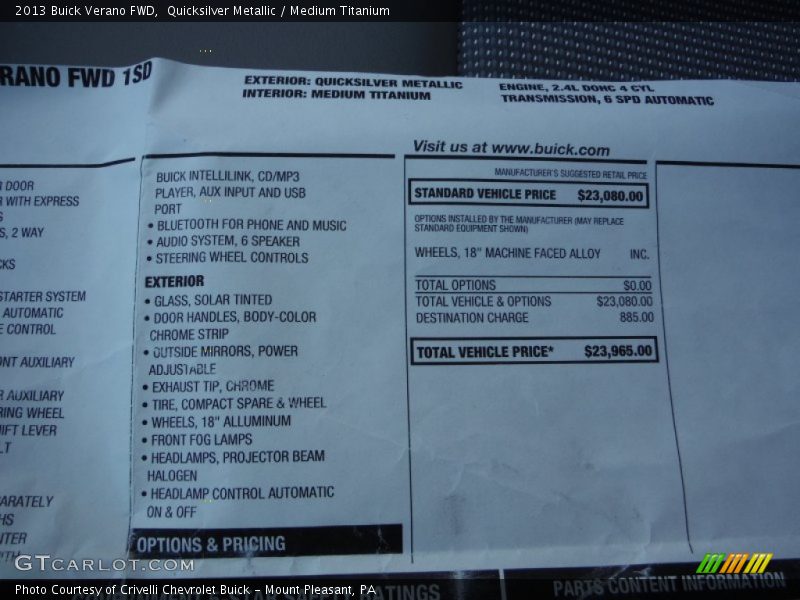 2013 Buick Verano FWD,  Quicksilver Metallic / Medium Titanium
RANO FWD 1SD
EXTERIOR: QUICKSILVER METALLIC
INTERIOR: MEDIUM TITANIUM
ENGINE, 2.4L DOHC 4 CYL
TRANSMISSION, 6 SPD AUTOMATIC
DOOR
WITH EXPRESS
S, 2 WAY
CKS
STARTER SYSTEM
AUTOMATIC
CONTROL
NT AUXILIARY
AUXILIARY
RING WHEEL
IFT LEVER
LT
ARATELY
HS
NTER
BUICK INTELLILINK, CD/MP3
PLAYER, AUX INPUT AND USB
PORT
• BLUETOOTH FOR PHONE AND MUSIC
• AUDIO SYSTEM, 6 SPEAKER
• STEERING WHEEL CONTROLS
EXTERIOR
• GLASS, SOLAR TINTED
• DOOR HANDLES, BODY-COLOR
CHROME STRIP
• OUTSIDE MIRRORS, POWER
ADJUSTABLE
• EXHAUST TIP, CHROME
• TIRE, COMPACT SPARE & WHEEL
• WHEELS, 18" ALLUMINUM
• FRONT FOG LAMPS
• HEADLAMPS, PROJECTOR BEAM
HALOGEN
• HEADLAMP CONTROL AUTOMATIC
ON & OFF
OPTIONS & PRICING
Visit us at www.buick.com
MANUFACTURER'S SUGGESTED RETAIL PRICE
STANDARD VEHICLE PRICE $23,080.00
OPTIONS INSTALLED BY THE MANUFACTURER (MAY REPLACE
STANDARD EQUIPMENT SHOWN)
WHEELS, 18" MACHINE FACED ALLOY INC.
TOTAL OPTIONS $0.00
TOTAL VEHICLE & OPTIONS $23,080.00
DESTINATION CHARGE 885.00
TOTAL VEHICLE PRICE* $23,965.00
RATINGS
PARTS CONTENT INFORMATION
GTCARLOT.COM
Photo Courtesy of Crivelli Chevrolet Buick - Mount Pleasant, PA